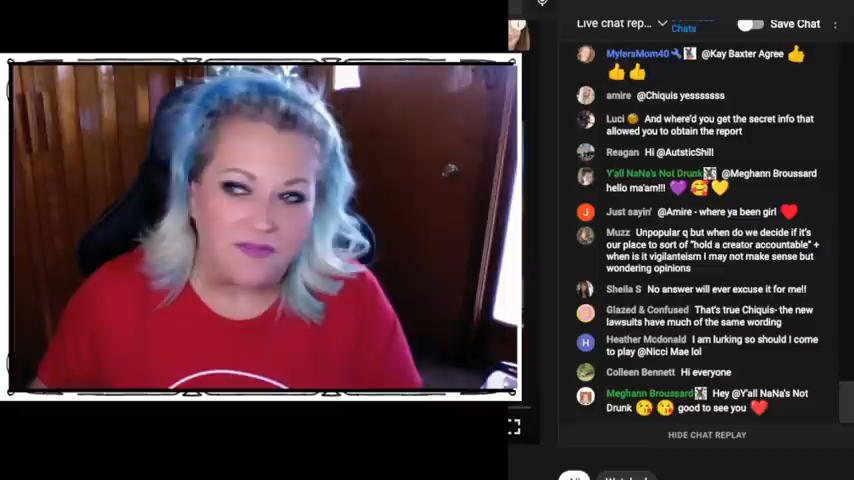 Live chat rep...
Chats
Save Chat
MylersMom40 @Kay Baxter Agree
amire @Chiquis yesssssss
Luci And where'd you get the secret info that
allowed you to obtain the report
Reagan Hi @AutsticShill
Y'all NaNa's Not Drunk @Meghann Broussard
hello ma'am!!!
Just sayin' @Amire - where ya been girl
Muzz Unpopular q but when do we decide if it's
our place to sort of "hold a creator accountable" +
when is it vigilanteism I may not make sense but
wondering opinions
Sheila S No answer will ever excuse it for me!!
Glazed & Confused That's true Chiquis- the new
lawsuits have much of the same wording
Heather Mcdonald I am lurking so should I come
to play @Nicci Mae lol
Colleen Bennett Hi everyone
Meghann Broussard Hey @Y'all NaNa's Not
Drunk good to see you
HIDE CHAT REPLAY
All